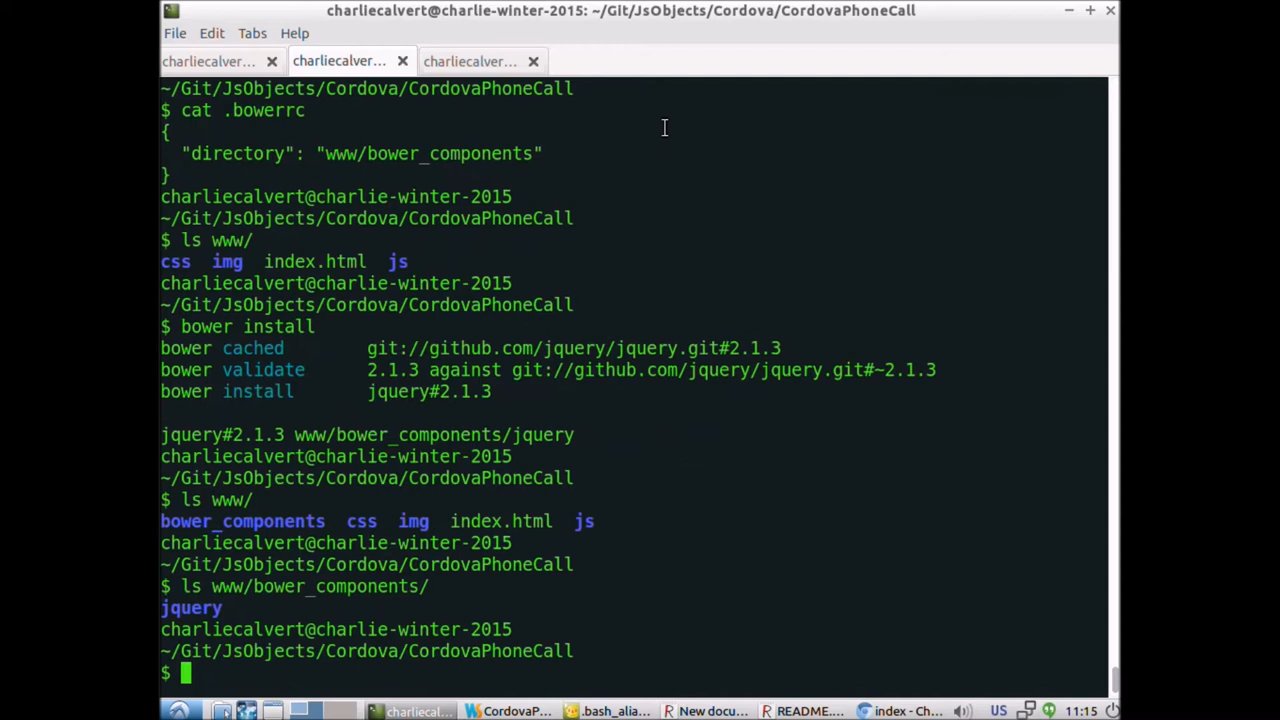 charliecalvert@charlie-winter-2015: ~/Git/JsObjects/Cordova/CordovaPhoneCall
File Edit Tabs Help
charliecalver... charliecalver... charliecalver...
~/Git/JsObjects/Cordova/CordovaPhoneCall
$ cat .bowerrc
{
  "directory": "www/bower_components"
}
charliecalvert@charlie-winter-2015
~/Git/JsObjects/Cordova/CordovaPhoneCall
$ ls www/
css  img  index.html  js
charliecalvert@charlie-winter-2015
~/Git/JsObjects/Cordova/CordovaPhoneCall
$ bower install
bower cached        git://github.com/jquery/jquery.git#2.1.3
bower validate      2.1.3 against git://github.com/jquery/jquery.git#~2.1.3
bower install       jquery#2.1.3
jquery#2.1.3 www/bower_components/jquery
charliecalvert@charlie-winter-2015
~/Git/JsObjects/Cordova/CordovaPhoneCall
$ ls www/
bower_components  css  img  index.html  js
charliecalvert@charlie-winter-2015
~/Git/JsObjects/Cordova/CordovaPhoneCall
$ ls www/bower_components/
jquery
charliecalvert@charlie-winter-2015
~/Git/JsObjects/Cordova/CordovaPhoneCall
$
charliecal... CordovaP... .bash_alia... New docu... README.... index - Ch... US 11:15